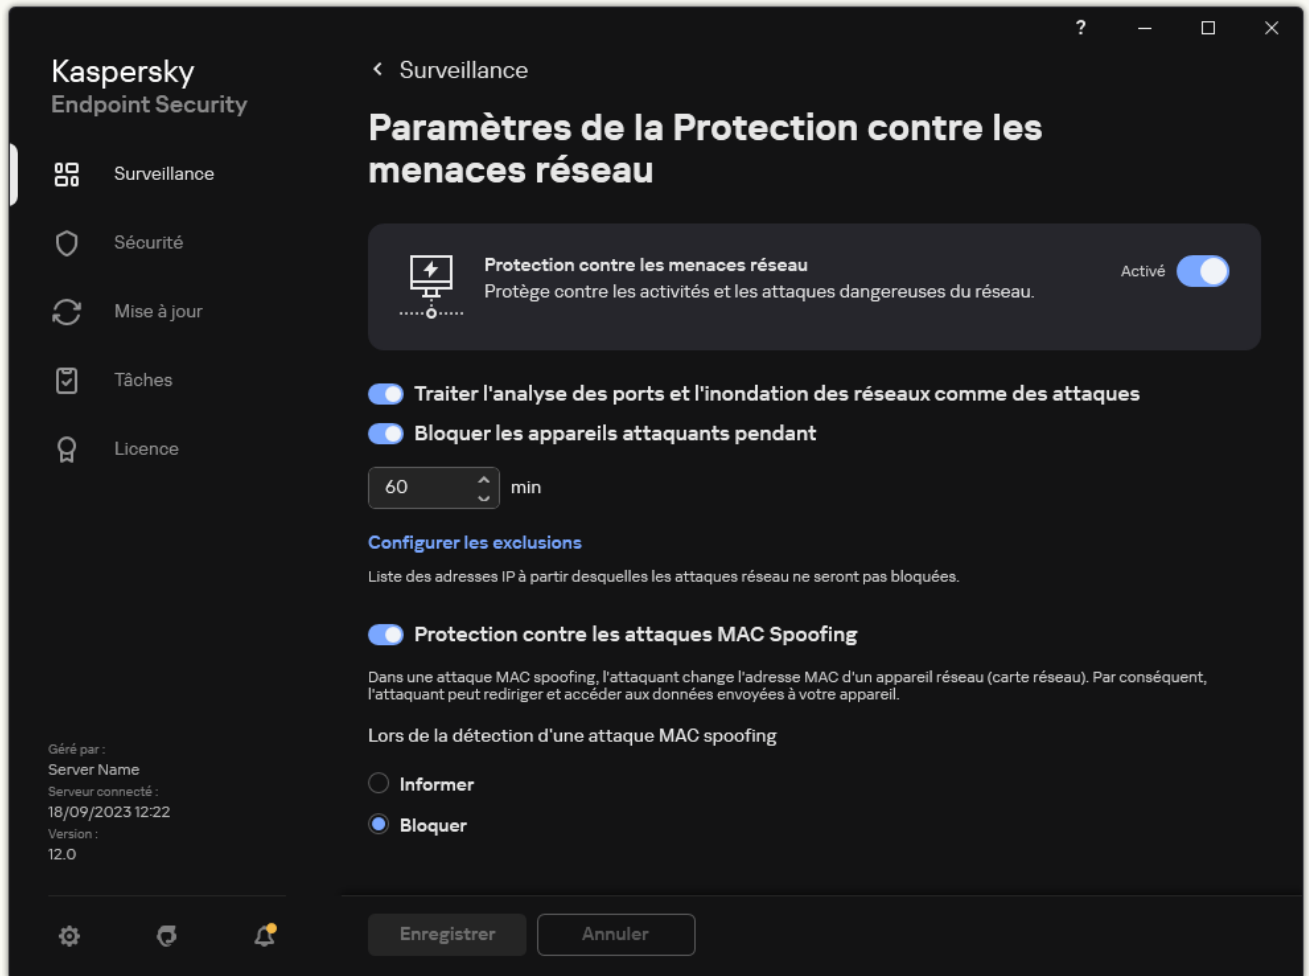 ?
Kaspersky
Endpoint Security
Surveillance
Sécurité
Mise à jour
Tâches
Licence
Géré par :
Server Name
Serveur connecté :
18/09/2023 12:22
Version :
12.0
Surveillance
Paramètres de la Protection contre les
menaces réseau
Protection contre les menaces réseau
Protège contre les activités et les attaques dangereuses du réseau.
Activé
Traiter l'analyse des ports et l'inondation des réseaux comme des attaques
Bloquer les appareils attaquants pendant
60 min
Configurer les exclusions
Liste des adresses IP à partir desquelles les attaques réseau ne seront pas bloquées.
Protection contre les attaques MAC Spoofing
Dans une attaque MAC spoofing, l'attaquant change l'adresse MAC d'un appareil réseau (carte réseau). Par conséquent,
l'attaquant peut rediriger et accéder aux données envoyées à votre appareil.
Lors de la détection d'une attaque MAC spoofing
Informer
Bloquer
Enregistrer
Annuler